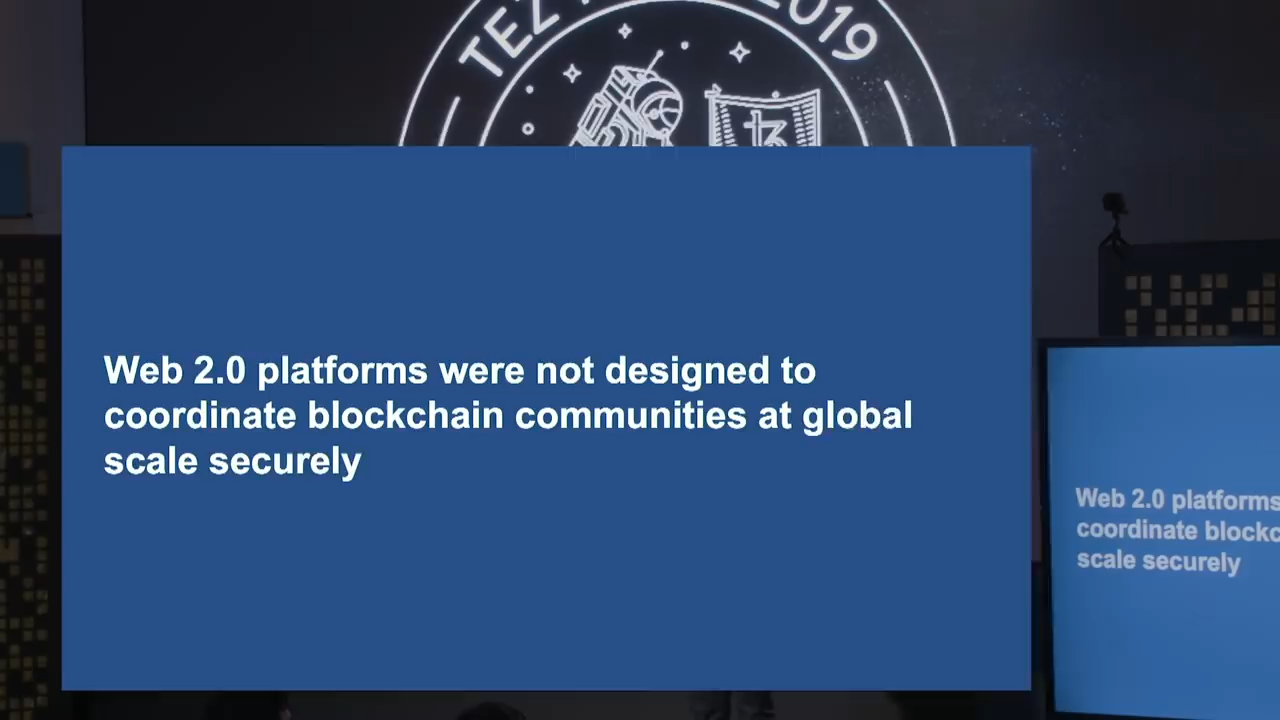 2019
Web 2.0 platforms were not designed to
coordinate blockchain communities at global
scale securely
Web 2.0 platforms
coordinate
scale securely